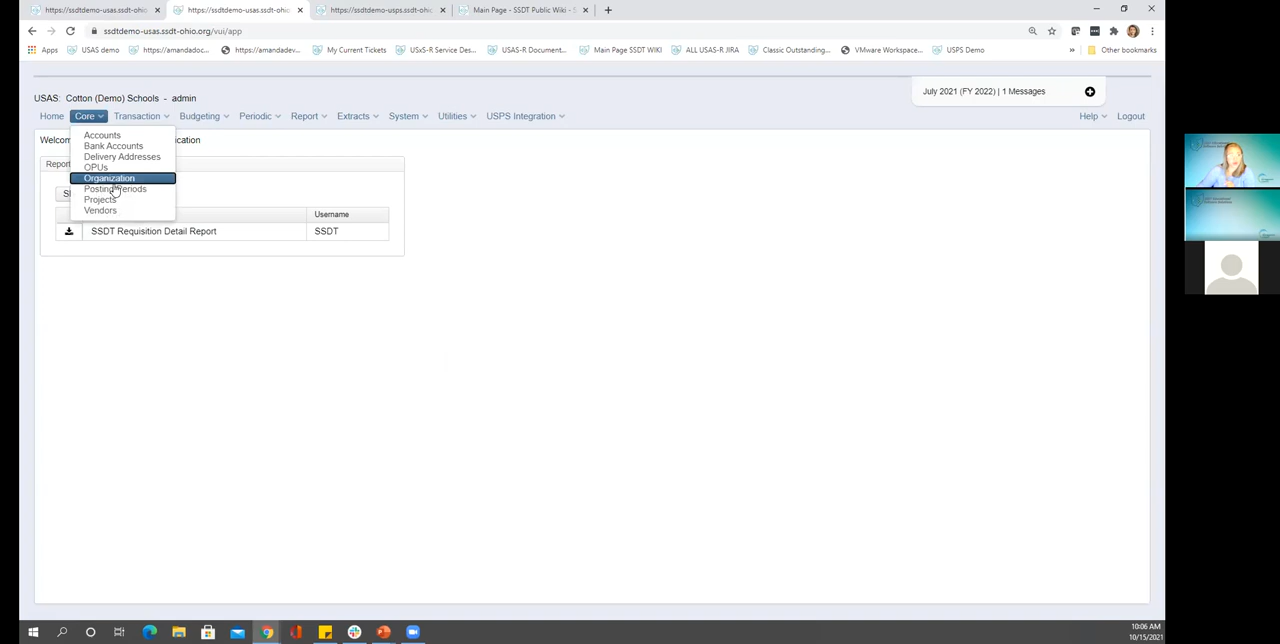 https://ssdtdemo-usas.ssdt-ohio
https://ssdtdemo-usas.ssdt-ohio.
https://ssdtdemo-usps.ssdt-ohio
Main Page - SSDT Public Wiki - S
ssdtdemo-usas.ssdt-ohio.org/vui/app
Apps
USAS demo
https://amandadoc...
https://amandadev...
My Current Tickets
USxS-R Service Des...
USAS-R Document...
Main Page SSDT WIKI
ALL USAS-R JIRA
Classic Outstanding...
VMware Workspace...
USPS Demo
»
Other bookmarks
USAS: Cotton (Demo) Schools - admin
July 2021 (FY 2022) | 1 Messages
Home
Core
Transaction
Budgeting
Periodic
Report
Extracts
System
Utilities
USPS Integration
Help
Logout
Accounts
Bank Accounts
Delivery Addresses
OPUs
Organization
Posting Periods
Projects
Vendors
Username
SSDT Requisition Detail Report
SSDT
10:06 AM
10/15/2021